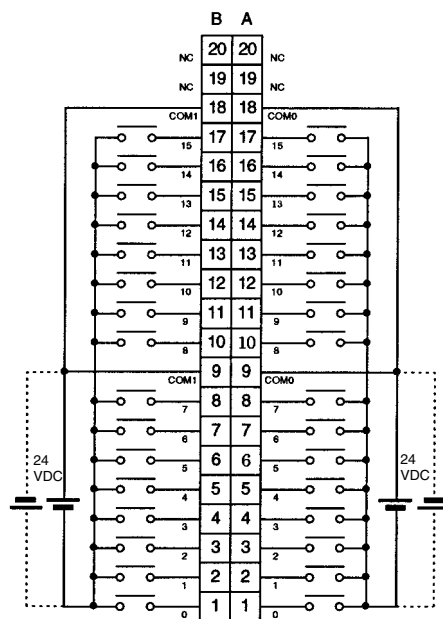 B A
NC 20 20 NC
NC 19 19 NC
COM1 18 18 COM0
15 17 17 15
14 16 16 14
13 15 15 13
12 14 14 12
11 13 13 11
10 12 12 10
9 11 11 9
8 10 10 8
COM1 9 9 COM0
7 8 8 7
6 7 7 6
5 6 6 5
24 VDC 4 5 5 4 24 VDC
3 4 4 3
2 3 3 2
1 2 2 1
0 1 1 0